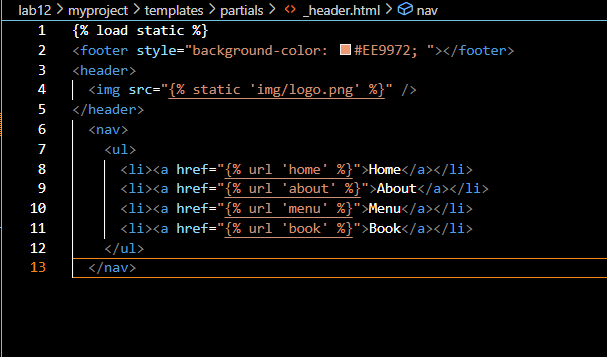 lab12 > myproject > templates > partials > <> _header.html > nav
1 {% load static %}
2 <footer style="background-color: #EE9972; "></footer>
3 <header>
4 <img src="{% static 'img/logo.png' %}" />
5 </header>
6 <nav>
7 <ul>
8 <li><a href="{% url 'home' %}">Home</a></li>
9 <li><a href="{% url 'about' %}">About</a></li>
10 <li><a href="{% url 'menu' %}">Menu</a></li>
11 <li><a href="{% url 'book' %}">Book</a></li>
12 </ul>
13 </nav>